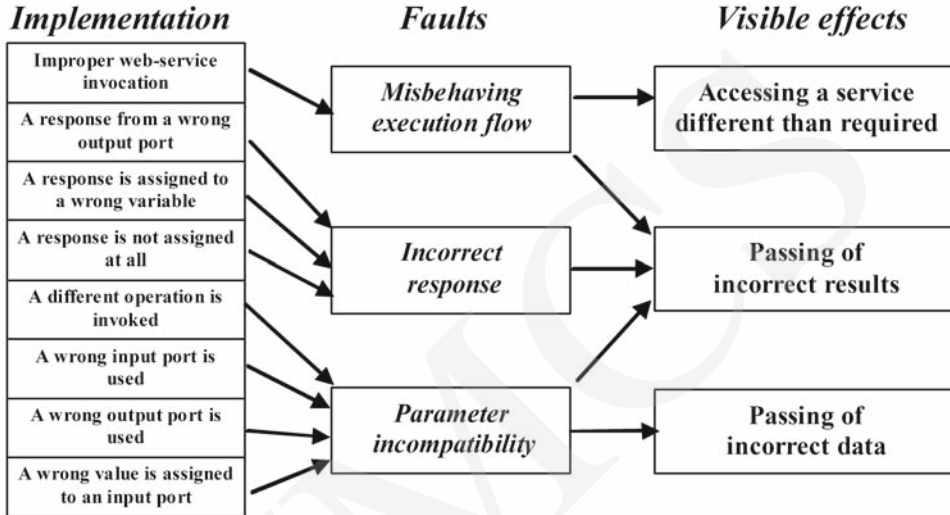 Implementation
Faults
Visible effects
Improper web-service
invocation
A response from a wrong
output port
A response is assigned to
a wrong variable
A response is not assigned
at all
A different operation is
invoked
A wrong input port is
used
A wrong output port is
used
A wrong value is assigned
to an input port
Misbehaving
execution flow
Incorrect
response
Parameter
incompatibility
Accessing a service
different than required
Passing of
incorrect results
Passing of
incorrect data